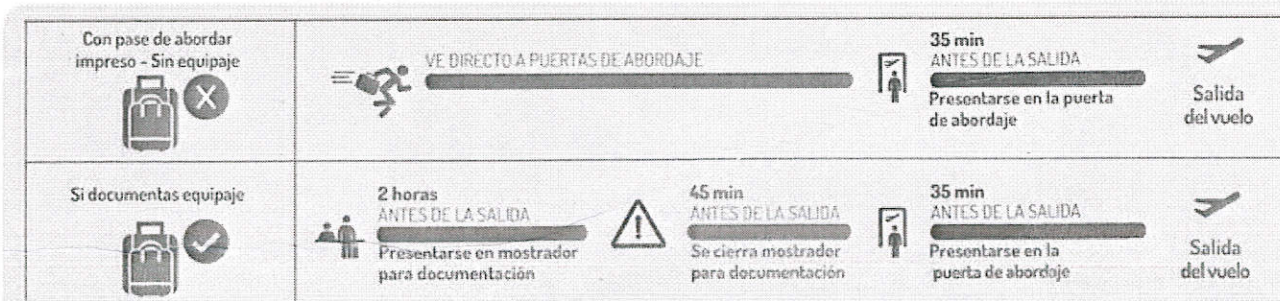 Con pase de abordar
impreso - Sin equipaje
VE DIRECTO A PUERTAS DE ABORDAJE
35 min
ANTES DE LA SALIDA
Presentarse en la puerta
de abordaje
Salida
del vuelo
Si documentas equipaje
2 horas
ANTES DE LA SALIDA
Presentarse en mostrador
para documentación
45 min
ANTES DE LA SALIDA
Se cierra mostrador
para documentación
35 min
ANTES DE LA SALIDA
Presentarse en la
puerta de abordaje
Salida
del vuelo